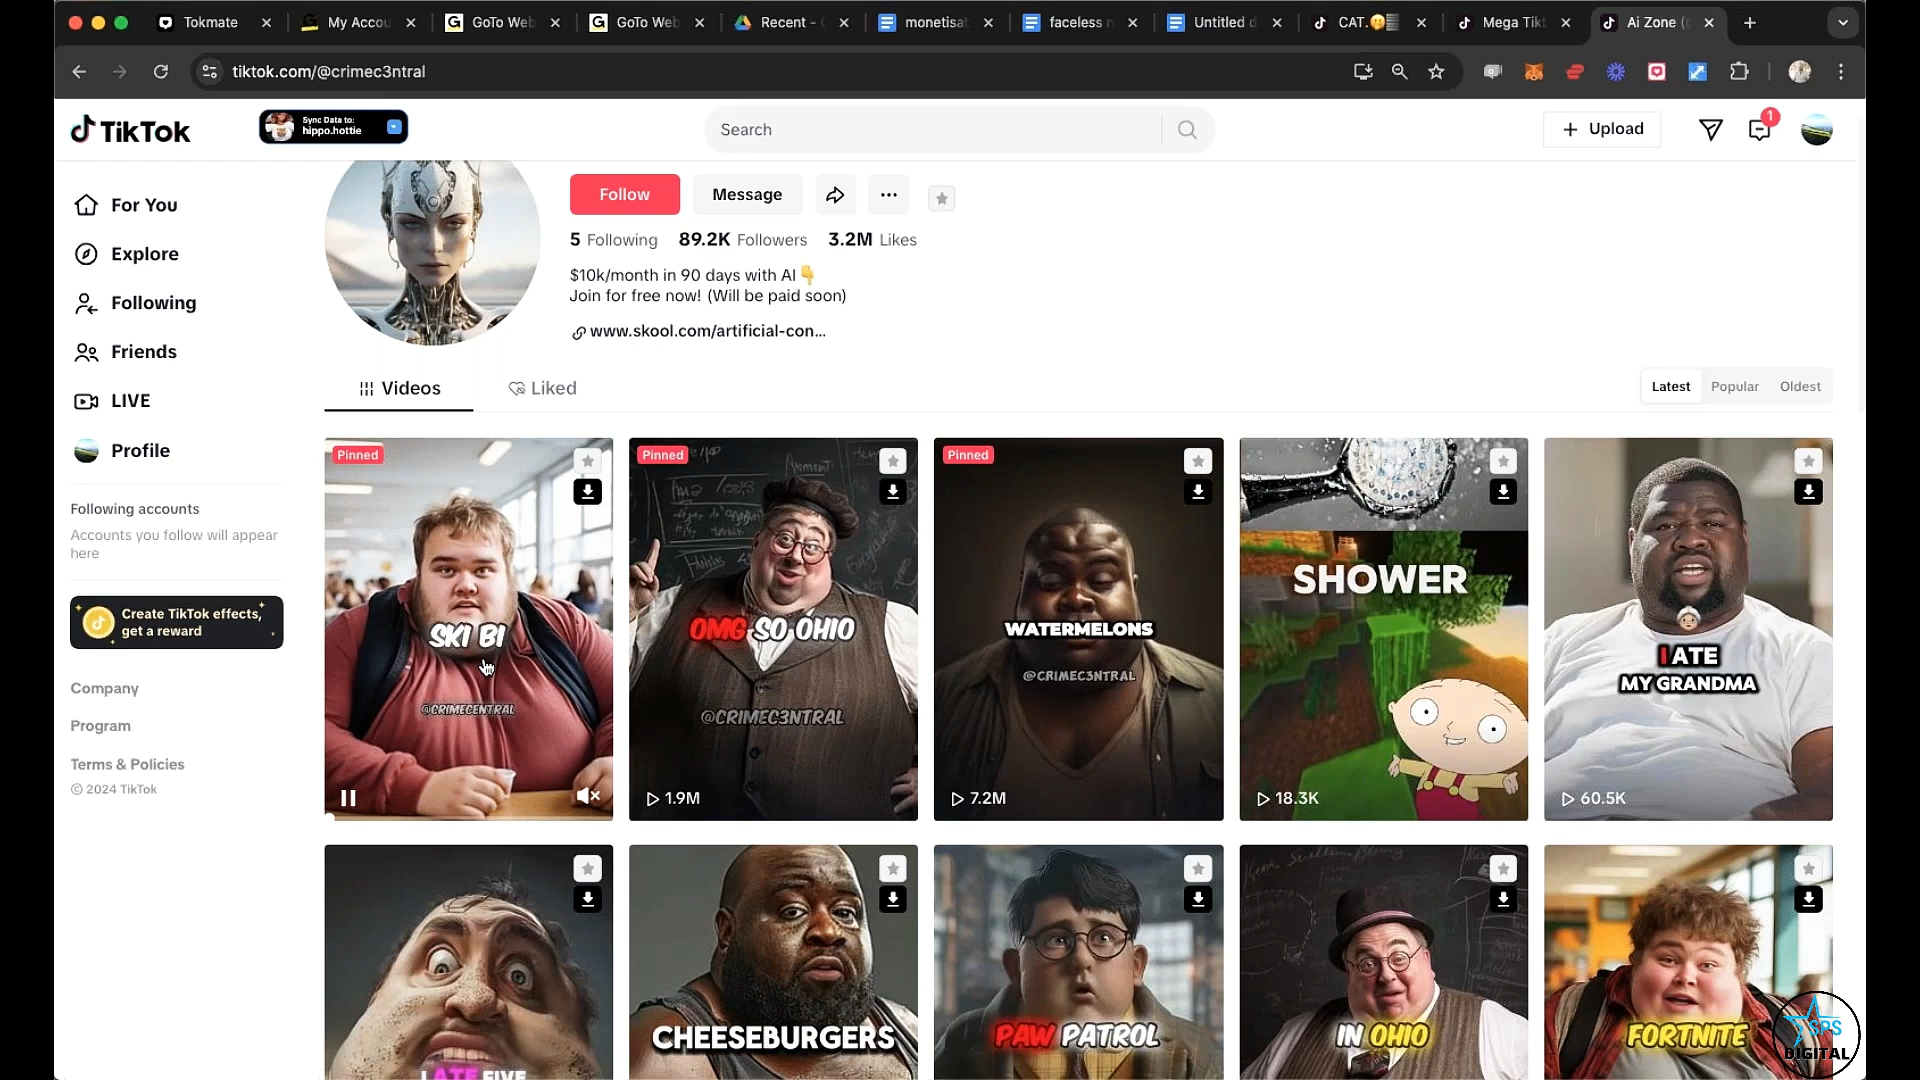 Tokmate
My Accou
GoTo Web
GoTo Web
Recent -
monetisat
faceless r
Untitled d
CAT.
Mega Tikt
Ai Zone (
tiktok.com/@crimec3ntral
TikTok
Sync Data to:
hippo.hottie
Search
Upload
1
For You
Explore
Following
Friends
LIVE
Profile
Following accounts
Accounts you follow will appear
here
Create TikTok effects,
get a reward
Company
Program
Terms & Policies
© 2024 TikTok
Follow
Message
5 Following 89.2K Followers 3.2M Likes
$10k/month in 90 days with AI👇
Join for free now! (Will be paid soon)
www.skool.com/artificial-con...
Videos
Liked
Latest
Popular
Oldest
Pinned
SKI BI
@CRIMECENTRAL
Pinned
OMG SO OHIO
@CRIMEC3NTRAL
1.9M
Pinned
WATERMELONS
@CRIMEC3NTRAL
7.2M
SHOWER
18.3K
I ATE
MY GRANDMA
60.5K
I ATE FIVE
CHEESEBURGERS
PAW PATROL
IN OHIO
FORTNITE
SPS
DIGITAL